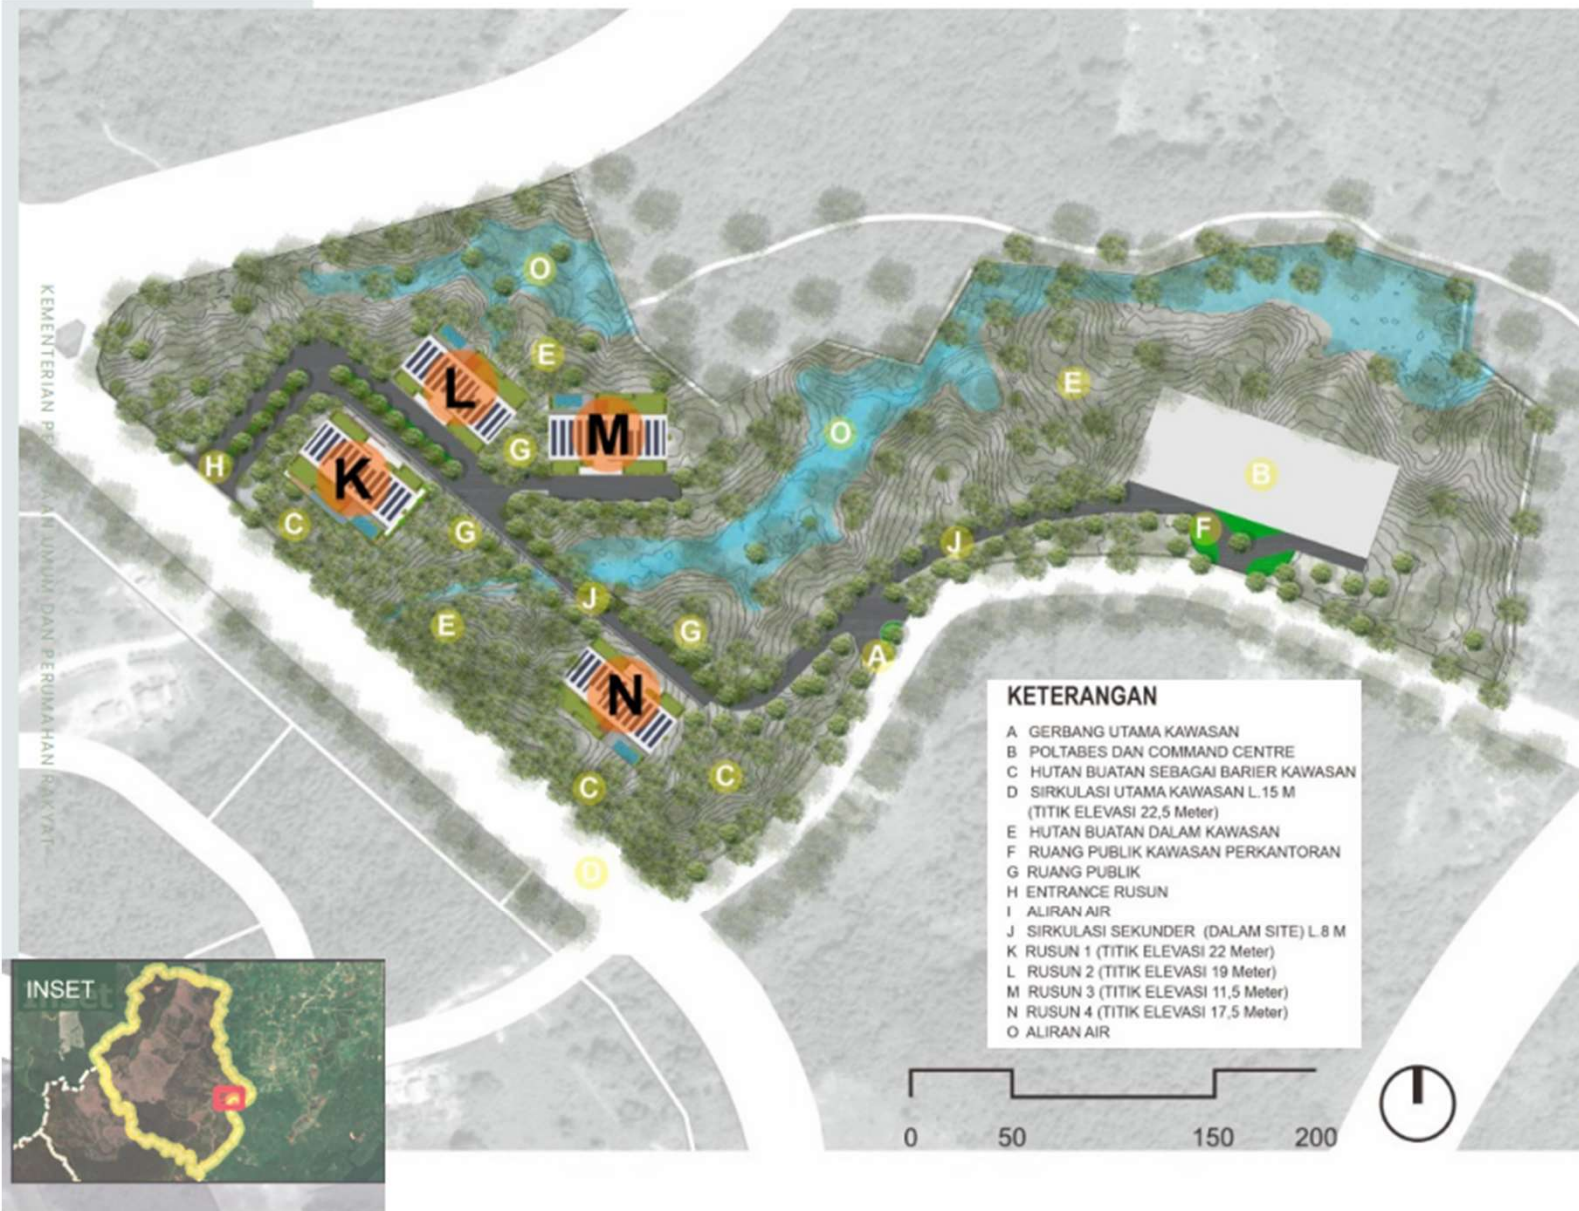 O
E
L
O
E
M
G
K
B
H
C
G
F
J
J
E
G
A
N
C
C
D
KETERANGAN
A GERBANG UTAMA KAWASAN
B POLTABES DAN COMMAND CENTRE
C HUTAN BUATAN SEBAGAI BARIER KAWASAN
D SIRKULASI UTAMA KAWASAN L.15 M
(TITIK ELEVASI 22,5 Meter)
E HUTAN BUATAN DALAM KAWASAN
F RUANG PUBLIK KAWASAN PERKANTORAN
G RUANG PUBLIK
H ENTRANCE RUSUN
I ALIRAN AIR
J SIRKULASI SEKUNDER (DALAM SITE) L.8 M
K RUSUN 1 (TITIK ELEVASI 22 Meter)
L RUSUN 2 (TITIK ELEVASI 19 Meter)
M RUSUN 3 (TITIK ELEVASI 11,5 Meter)
N RUSUN 4 (TITIK ELEVASI 17,5 Meter)
O ALIRAN AIR
0 50 150 200
INSET
KEMENTERIAN UMUM DAN PERUMAHAN RAKYAT